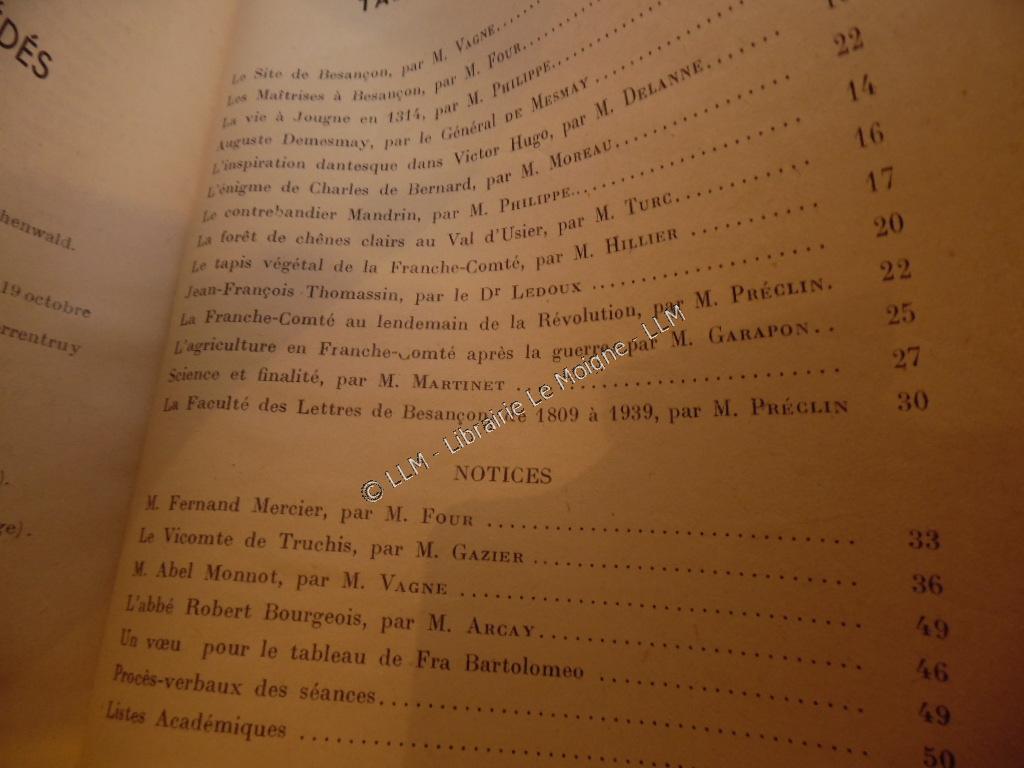 ÉDÉS
henwald.
19 octobre
rrentruy
).
ge).
TA
Le Site de Besançon, par M. VAGNE
Les Maîtrises à Besançon, par M. FOUR
La vie à Jougne en 1314, par M. PHILIPPE
Auguste Demesmay, par le Général DE MESMAY
L'inspiration dantesque dans Victor Hugo, par M. DELANNE
L'énigme de Charles de Bernard, par M. MOREAU
Le contrebandier Mandrin, par M. PHILIPPE
La forêt de chênes clairs au Val d'Usier, par M. TURC
Le tapis végétal de la Franche-Comté, par M. HILLIER
Jean-François Thomassin, par le Dr LEDOUX
La Franche-Comté au lendemain de la Révolution, par M. PRÉCLIN.
L'agriculture en Franche-Comté après la guerre, par M. GARAPON..
Science et finalité, par M. MARTINET
La Faculté des Lettres de Besançon, de 1809 à 1939, par M. PRÉCLIN
22
14
16
17
20
22
25
27
30
NOTICES
M. Fernand Mercier, par M. FOUR .......... 33
Le Vicomte de Truchis, par M. GAZIER .......... 36
M. Abel Monnot, par M. VAGNE .......... 49
L'abbé Robert Bourgeois, par M. ARCAY .......... 46
Un vœu pour le tableau de Fra Bartolomeo .......... 49
Procès-verbaux des séances .......... 50
Listes Académiques ..........
© LLM - Librairie Le Moigne - LLM